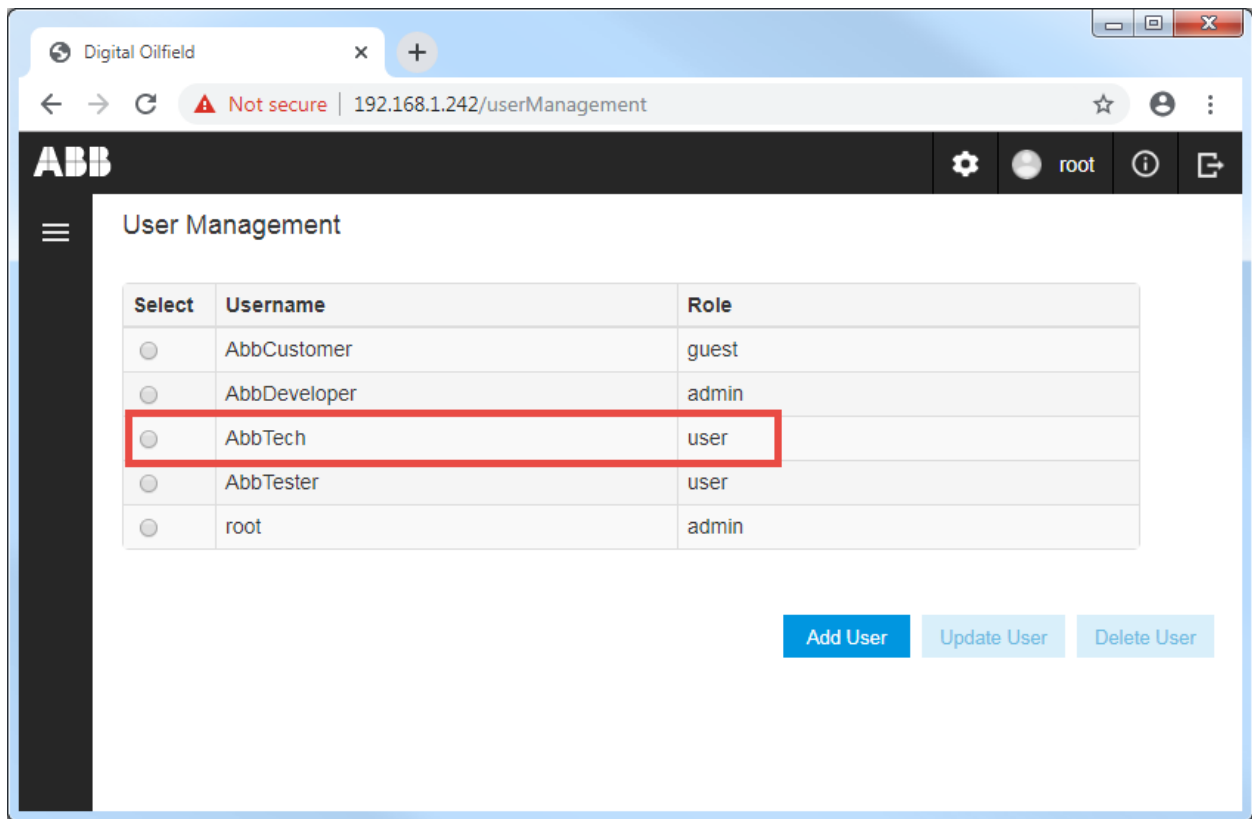 Digital Oilfield
Not secure 192.168.1.242/userManagement
ABB root
User Management
Select Username Role
AbbCustomer guest
AbbDeveloper admin
AbbTech user
AbbTester user
root admin
Add User Update User Delete User